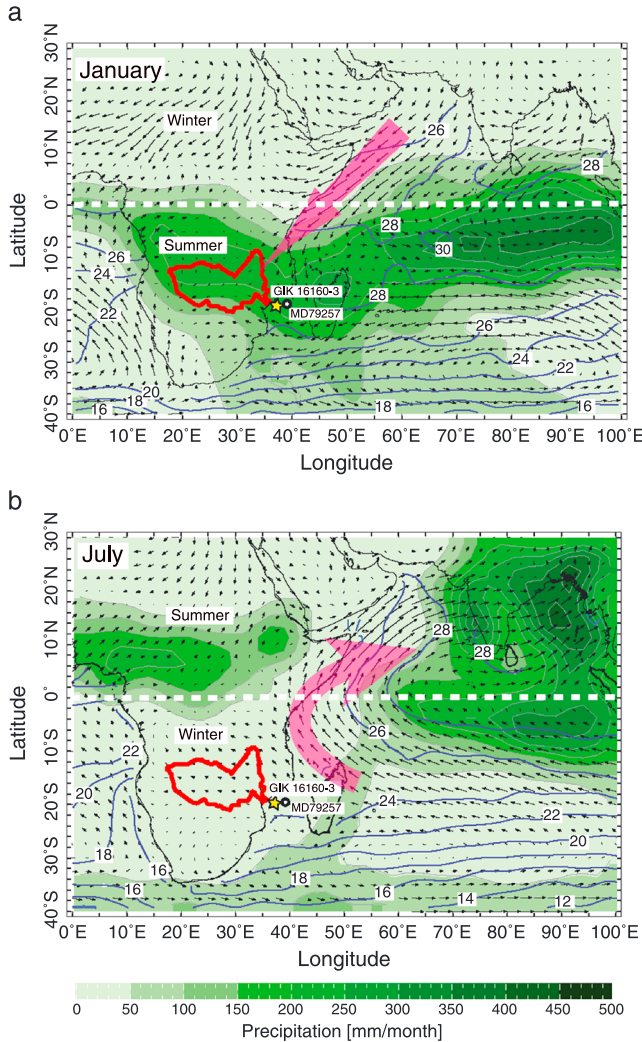 a
January
Winter
Summer
GIK 16160-3
MD79257
26
28
28
30
28
26
24
22
26
24
22
20
18
16
18
16
30°N
20°N
10°N
0°
10°S
20°S
30°S
40°S
Latitude
0°E 10°E 20°E 30°E 40°E 50°E 60°E 70°E 80°E 90°E 100°E
Longitude
b
July
Summer
Winter
GIK 16160-3
MD79257
28
28
26
24
22
20
18
16
14
12
22
20
18
16
30°N
20°N
10°N
0°
10°S
20°S
30°S
40°S
Latitude
0°E 10°E 20°E 30°E 40°E 50°E 60°E 70°E 80°E 90°E 100°E
Longitude
0 50 100 150 200 250 300 350 400 450 500
Precipitation [mm/month]